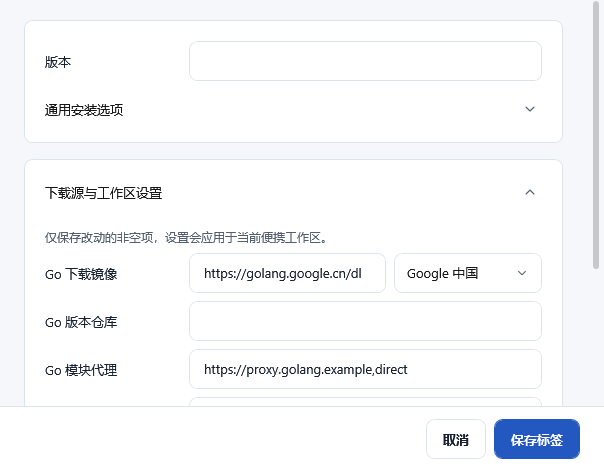 版本
通用安装选项
下载源与工作区设置
仅保存改动的非空项，设置会应用于当前便携工作区。
Go 下载镜像 https://golang.google.cn/dl Google 中国
Go 版本仓库
Go 模块代理 https://proxy.golang.example,direct
取消 保存标签